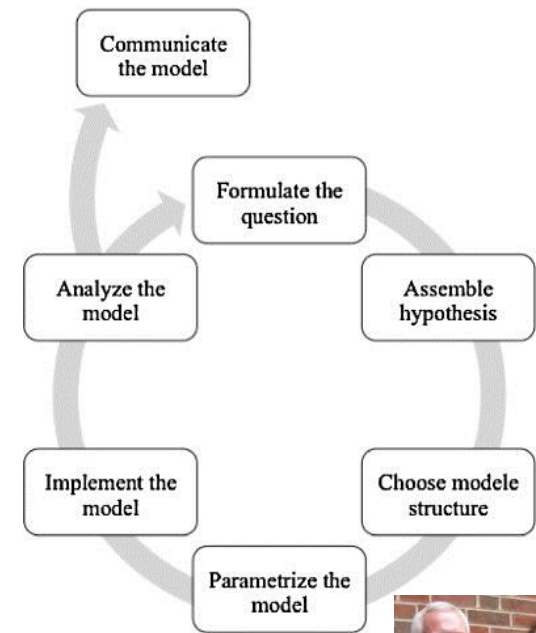 Communicate
the model
Formulate the
question
Assemble
hypothesis
Choose modele
structure
Parametrize the
model
Implement the
model
Analyze the
model